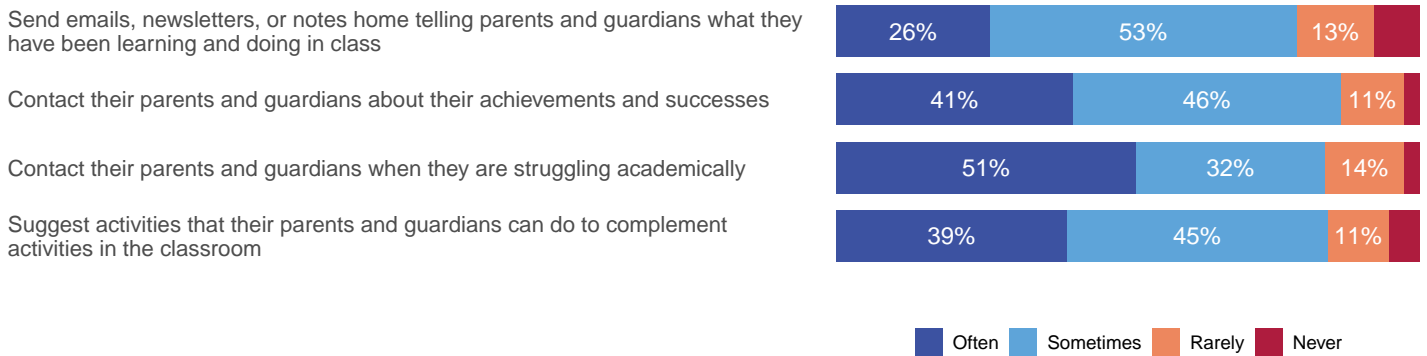 Send emails, newsletters, or notes home telling parents and guardians what they
have been learning and doing in class
26% 53% 13%
Contact their parents and guardians about their achievements and successes
41% 46% 11%
Contact their parents and guardians when they are struggling academically
51% 32% 14%
Suggest activities that their parents and guardians can do to complement
activities in the classroom
39% 45% 11%
Often Sometimes Rarely Never